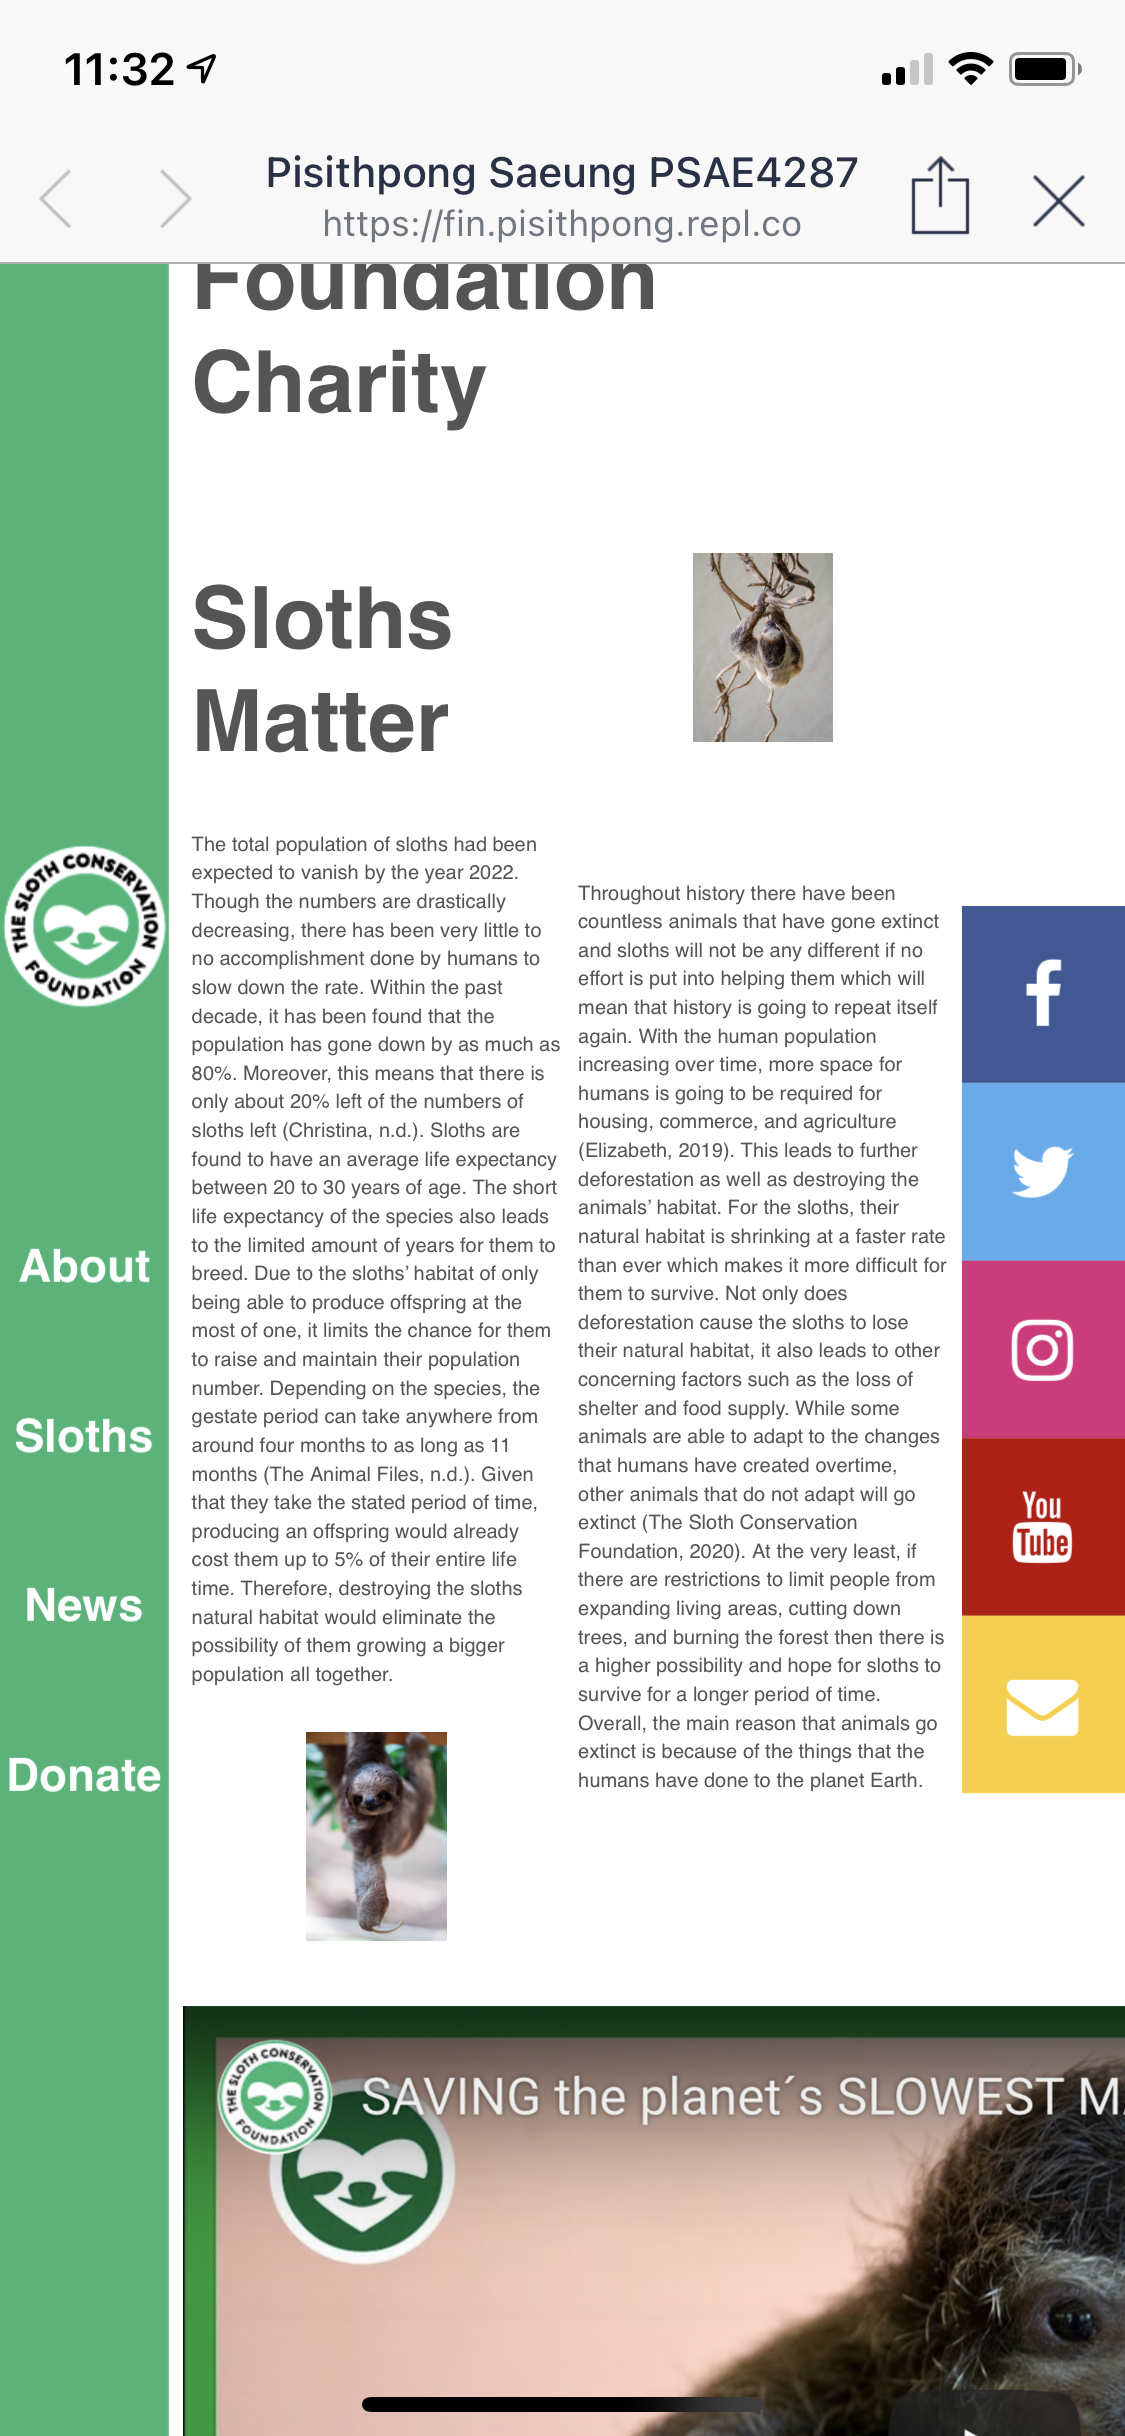 11:32
Pisithpong Saeung PSAE4287
https://fin.pisithpong.repl.co
Foundation
Charity
Sloths
Matter
The total population of sloths had been
expected to vanish by the year 2022.
Though the numbers are drastically
decreasing, there has been very little to
no accomplishment done by humans to
slow down the rate. Within the past
decade, it has been found that the
population has gone down by as much as
80%. Moreover, this means that there is
only about 20% left of the numbers of
sloths left (Christina, n.d.). Sloths are
found to have an average life expectancy
between 20 to 30 years of age. The short
life expectancy of the species also leads
to the limited amount of years for them to
breed. Due to the sloths’ habitat of only
being able to produce offspring at the
most of one, it limits the chance for them
to raise and maintain their population
number. Depending on the species, the
gestate period can take anywhere from
around four months to as long as 11
months (The Animal Files, n.d.). Given
that they take the stated period of time,
producing an offspring would already
cost them up to 5% of their entire life
time. Therefore, destroying the sloths
natural habitat would eliminate the
possibility of them growing a bigger
population all together.
Throughout history there have been
countless animals that have gone extinct
and sloths will not be any different if no
effort is put into helping them which will
mean that history is going to repeat itself
again. With the human population
increasing over time, more space for
humans is going to be required for
housing, commerce, and agriculture
(Elizabeth, 2019). This leads to further
deforestation as well as destroying the
animals’ habitat. For the sloths, their
natural habitat is shrinking at a faster rate
than ever which makes it more difficult for
them to survive. Not only does
deforestation cause the sloths to lose
their natural habitat, it also leads to other
concerning factors such as the loss of
shelter and food supply. While some
animals are able to adapt to the changes
that humans have created overtime,
other animals that do not adapt will go
extinct (The Sloth Conservation
Foundation, 2020). At the very least, if
there are restrictions to limit people from
expanding living areas, cutting down
trees, and burning the forest then there is
a higher possibility and hope for sloths to
survive for a longer period of time.
Overall, the main reason that animals go
extinct is because of the things that the
humans have done to the planet Earth.
THE SLOTH CONSERVATION
FOUNDATION
About
Sloths
News
Donate
You
Tube
THE SLOTH CONSERVATION
FOUNDATION
SAVING the planet´s SLOWEST